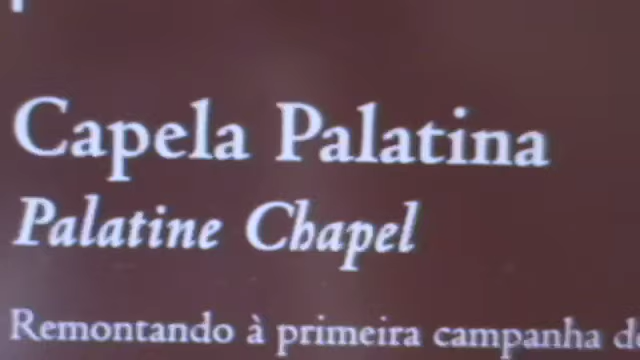 Capela Palatina
Palatine Chapel
Remontando à primeira campanha